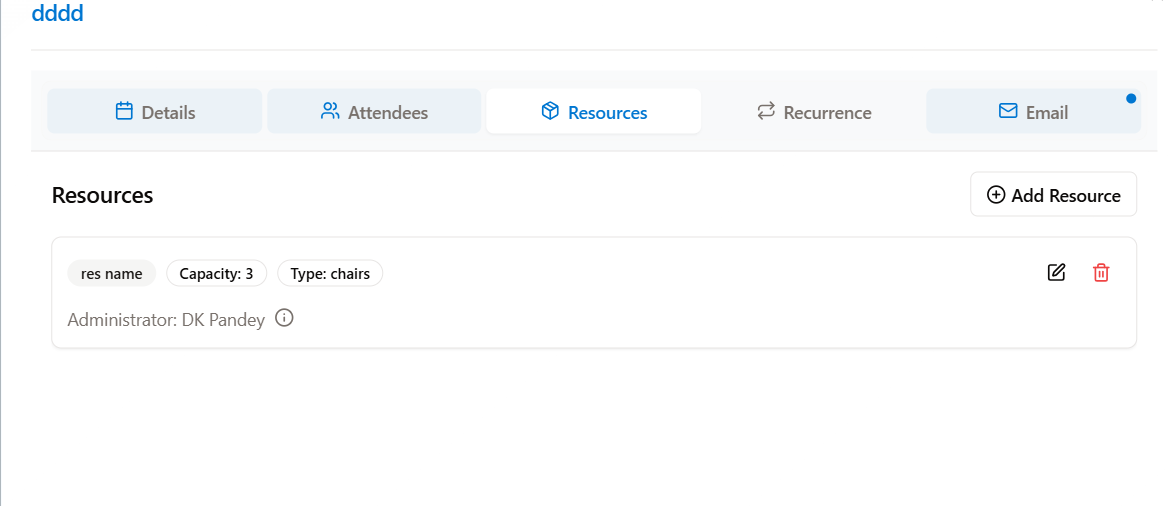 dddd
Details Attendees Resources Recurrence Email
Resources Add Resource
res name Capacity: 3 Type: chairs
Administrator: DK Pandey